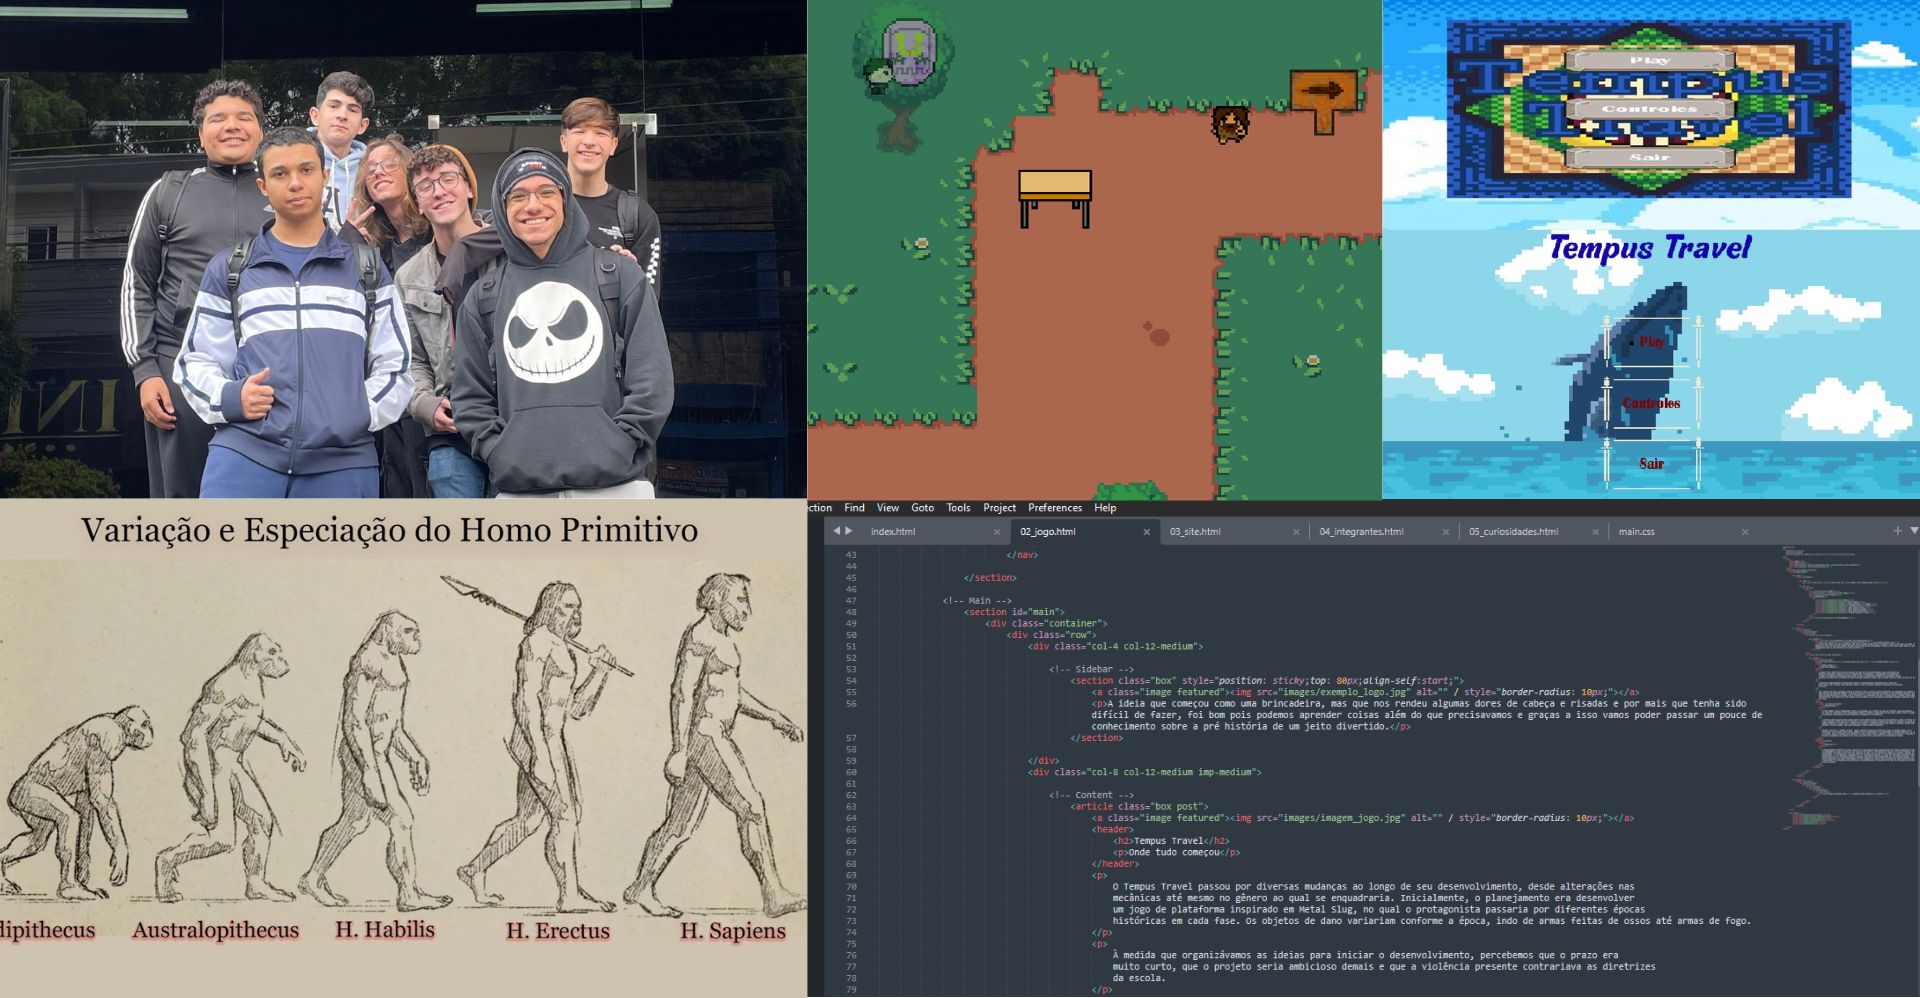 SPORT
Play
Tempus
Controles
Travel
Sair
Tempus Travel
Play
Controles
Sair
Variação e Especiação do Homo Primitivo
dipithecus
Australopithecus
H. Habilis
H. Erectus
H. Sapiens
ction Find View Goto Tools Project Preferences Help
index.html × 02_jogo.html × 03_site.html × 04_integrantes.html × 05_curiosidades.html × main.css ×
43 </nav>
44
45 </section>
46
47 <!-- Main -->
48 <section id="main">
49 <div class="container">
50 <div class="row">
51 <div class="col-4 col-12-medium">
52
53 <!-- Sidebar -->
54 <section class="box" style="position: sticky;top: 80px;align-self:start;">
55 <a class="image featured"><img src="images/exemplo_logo.jpg" alt="" / style="border-radius: 10px;"></a>
56 <p>A ideia que começou como uma brincadeira, mas que nos rendeu algumas dores de cabeça e risadas e por mais que tenha sido
difícil de fazer, foi bom pois podemos aprender coisas além do que precisavamos e graças a isso vamos poder passar um pouce de
conhecimento sobre a pré história de um jeito divertido.</p>
57 </section>
58
59 </div>
60 <div class="col-8 col-12-medium imp-medium">
61
62 <!-- Content -->
63 <article class="box post">
64 <a class="image featured"><img src="images/imagem_jogo.jpg" alt="" / style="border-radius: 10px;"></a>
65 <header>
66 <h2>Tempus Travel</h2>
67 <p>Onde tudo começou</p>
68 </header>
69 <p>
70 O Tempus Travel passou por diversas mudanças ao longo de seu desenvolvimento, desde alterações nas
71 mecânicas até mesmo no gênero ao qual se enquadraria. Inicialmente, o planejamento era desenvolver
72 um jogo de plataforma inspirado em Metal Slug, no qual o protagonista passaria por diferentes épocas
73 históricas em cada fase. Os objetos de dano variariam conforme a época, indo de armas feitas de ossos até armas de fogo.
74 </p>
75 <p>
76 À medida que organizávamos as ideias para iniciar o desenvolvimento, percebemos que o prazo era
77 muito curto, que o projeto seria ambicioso demais e que a violência presente contrariava as diretrizes
78 da escola.
79 </p>